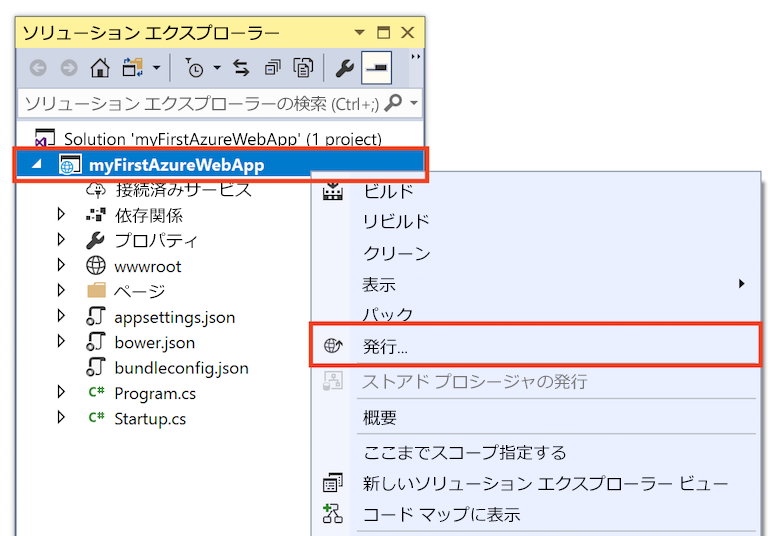 ソリューション エクスプローラー
ソリューション エクスプローラーの検索 (Ctrl+;)
Solution 'myFirstAzureWebApp' (1 project)
myFirstAzureWebApp
接続済みサービス
依存関係
プロパティ
wwwroot
ページ
appsettings.json
bower.json
bundleconfig.json
C# Program.cs
C# Startup.cs
ビルド
リビルド
クリーン
表示
パック
発行...
ストアド プロシージャの発行
概要
ここまでスコープ指定する
新しいソリューション エクスプローラー ビュー
コード マップに表示